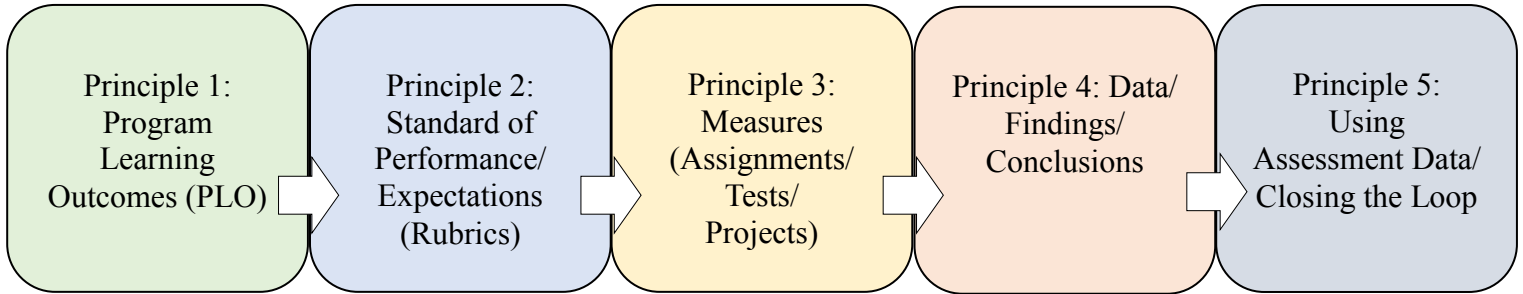 Principle 1:
Program
Learning
Outcomes (PLO)
Principle 2:
Standard of
Performance/
Expectations
(Rubrics)
Principle 3:
Measures
(Assignments/
Tests/
Projects)
Principle 4: Data/
Findings/
Conclusions
Principle 5:
Using
Assessment Data/
Closing the Loop